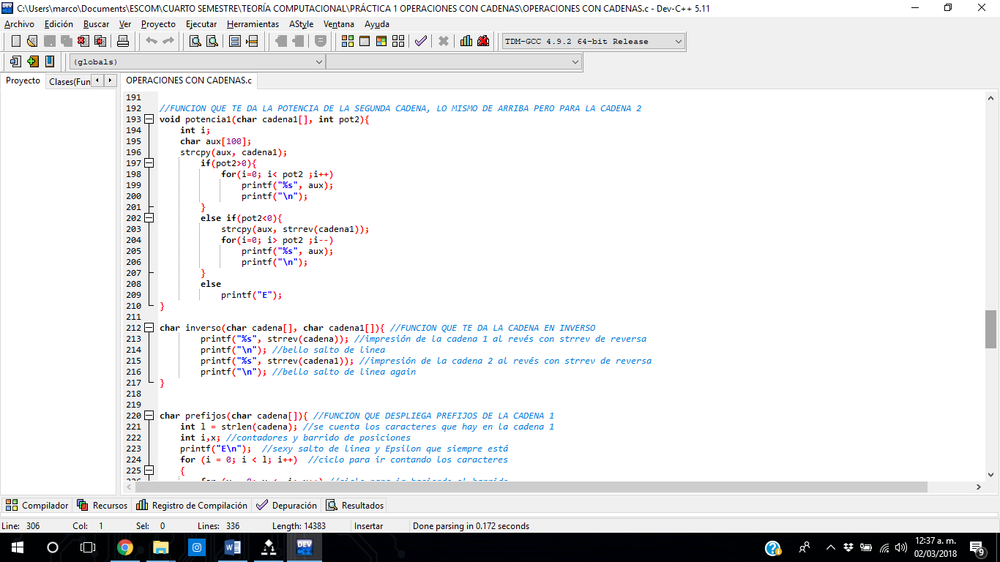 C:\Users\marco\Documents\ESCOM\CUARTO SEMESTRE\TEORÍA COMPUTACIONAL\PRÁCTICA 1 OPERACIONES CON CADENAS\OPERACIONES CON CADENAS.c - Dev-C++ 5.11
Archivo Edición Buscar Ver Proyecto Ejecutar Herramientas AStyle Ventana Ayuda
TDM-GCC 4.9.2 64-bit Release
(globals)
Proyecto Clases(Fun OPERACIONES CON CADENAS.c
191
192 //FUNCION QUE TE DA LA POTENCIA DE LA SEGUNDA CADENA, LO MISMO DE ARRIBA PERO PARA LA CADENA 2
193 void potencia1(char cadena1[], int pot2){
194     int i;
195     char aux[100];
196     strcpy(aux, cadena1);
197         if(pot2>0){
198             for(i=0; i< pot2 ;i++)
199                 printf("%s", aux);
200                 printf("\n");
201         }
202         else if(pot2<0){
203             strcpy(aux, strrev(cadena1));
204             for(i=0; i> pot2 ;i--)
205                 printf("%s", aux);
206                 printf("\n");
207         }
208         else
209             printf("E");
210 }
211
212 char inverso(char cadena[], char cadena1[]){ //FUNCION QUE TE DA LA CADENA EN INVERSO
213         printf("%s", strrev(cadena)); //impresión de la cadena 1 al revés con strrev de reversa
214         printf("\n"); //bello salto de linea
215         printf("%s", strrev(cadena1)); //impresión de la cadena 2 al revés con strrev de reversa
216         printf("\n"); //bello salto de linea again
217 }
218
219
220 char prefijos(char cadena[]){ //FUNCION QUE DESPLIEGA PREFIJOS DE LA CADENA 1
221     int l = strlen(cadena); //se cuenta los caracteres que hay en la cadena 1
222     int i,x; //contadores y barrido de posiciones
223     printf("E\n");  //sexy salto de linea y Epsilon que siempre está
224     for (i = 0; i < l; i++)  //ciclo para ir contando los caracteres
225     {
Compilador Recursos Registro de Compilación Depuración Resultados
Line: 306 Col: 1 Sel: 0 Lines: 336 Length: 14383 Insertar Done parsing in 0.172 seconds
DEV
12:37 a. m.
02/03/2018
9